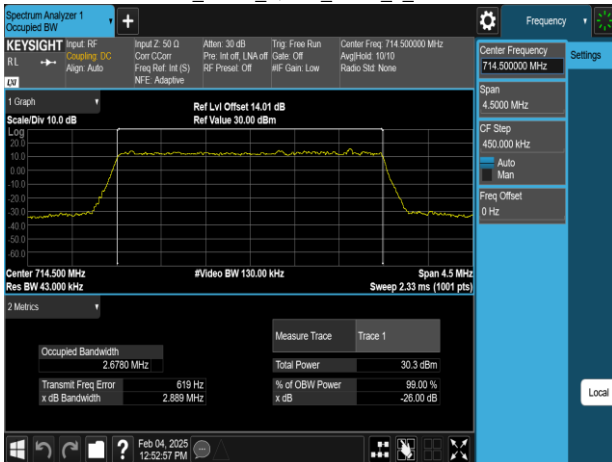 Spectrum Analyzer 1
Occupied BW
+
Frequency
KEYSIGHT
RL
Input: RF
Coupling: DC
Align: Auto
Input Z: 50 Ω
Corr CCorr
Freq Ref: Int (S)
NFE: Adaptive
Atten: 30 dB
Pre: Int off, LNA off
RF Preset: Off
Trig: Free Run
Gate: Off
#IF Gain: Low
Center Freq: 714.500000 MHz
Avg|Hold: 10/10
Radio Std: None
Center Frequency
714.500000 MHz
Settings
Span
4.5000 MHz
CF Step
450.000 kHz
Auto
Man
Freq Offset
0 Hz
Local
1 Graph
Scale/Div 10.0 dB
Ref Lvl Offset 14.01 dB
Ref Value 30.00 dBm
Log
20.0
10.0
0.00
-10.0
-20.0
-30.0
-40.0
-50.0
-60.0
Center 714.500 MHz
Res BW 43.000 kHz
#Video BW 130.00 kHz
Span 4.5 MHz
Sweep 2.33 ms (1001 pts)
2 Metrics
Measure Trace Trace 1
Occupied Bandwidth
2.6780 MHz
Total Power 30.3 dBm
Transmit Freq Error 619 Hz
% of OBW Power 99.00 %
x dB Bandwidth 2.889 MHz
x dB -26.00 dB
?
Feb 04, 2025
12:52:57 PM